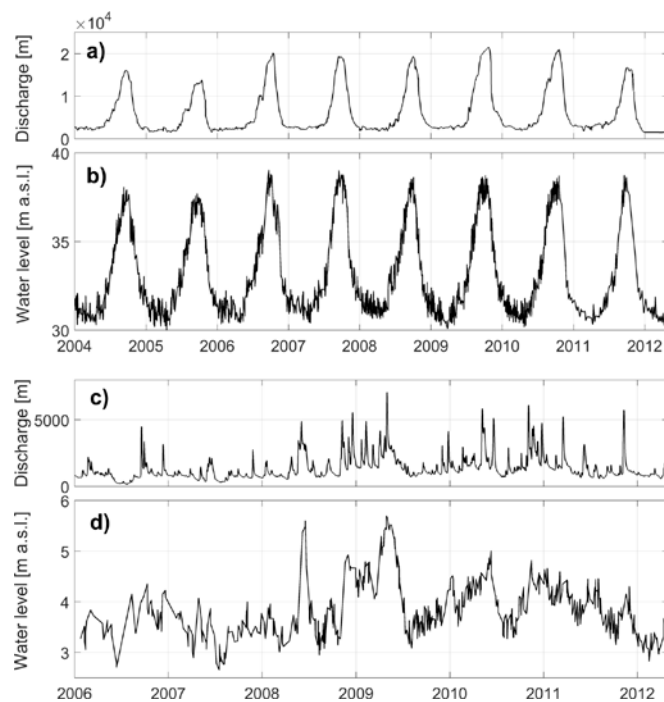 ×10⁴
a)
Discharge [m]
2
1
0
b)
Water level [m a.s.l.]
40
35
30
2004 2005 2006 2007 2008 2009 2010 2011 2012
c)
Discharge [m]
5000
0
d)
Water level [m a.s.l.]
6
5
4
3
2006 2007 2008 2009 2010 2011 2012